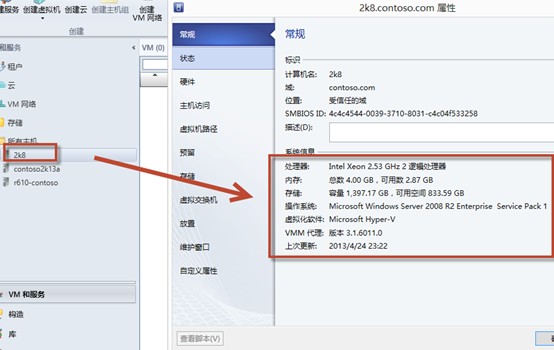 创建服务 创建虚拟机 创建云 创建主机组 创建
VM 网络
创建
和服务
租户
云
VM 网络
存储
所有主机
2k8
contoso2k13a
r610-contoso
VM 和服务
构造
库
VM (0)
2k8.contoso.com 属性
常规
状态
硬件
主机访问
虚拟机路径
预留
存储
虚拟交换机
放置
维护窗口
自定义属性
常规
标识
计算机名: 2k8
域: contoso.com
位置: 受信任的域
SMBIOS ID: 4c4c4544-0039-3710-8031-c4c04f533258
描述(D):
系统信息
处理器: Intel Xeon 2.53 GHz 2 逻辑处理器
内存: 总数 4.00 GB，可用数 2.87 GB
存储: 容量 1,397.17 GB，可用空间 833.59 GB
操作系统: Microsoft Windows Server 2008 R2 Enterprise Service Pack 1
虚拟化软件: Microsoft Hyper-V
VMM 代理: 版本 3.1.6011.0
上次更新: 2013/4/24 23:22
查看脚本(V)